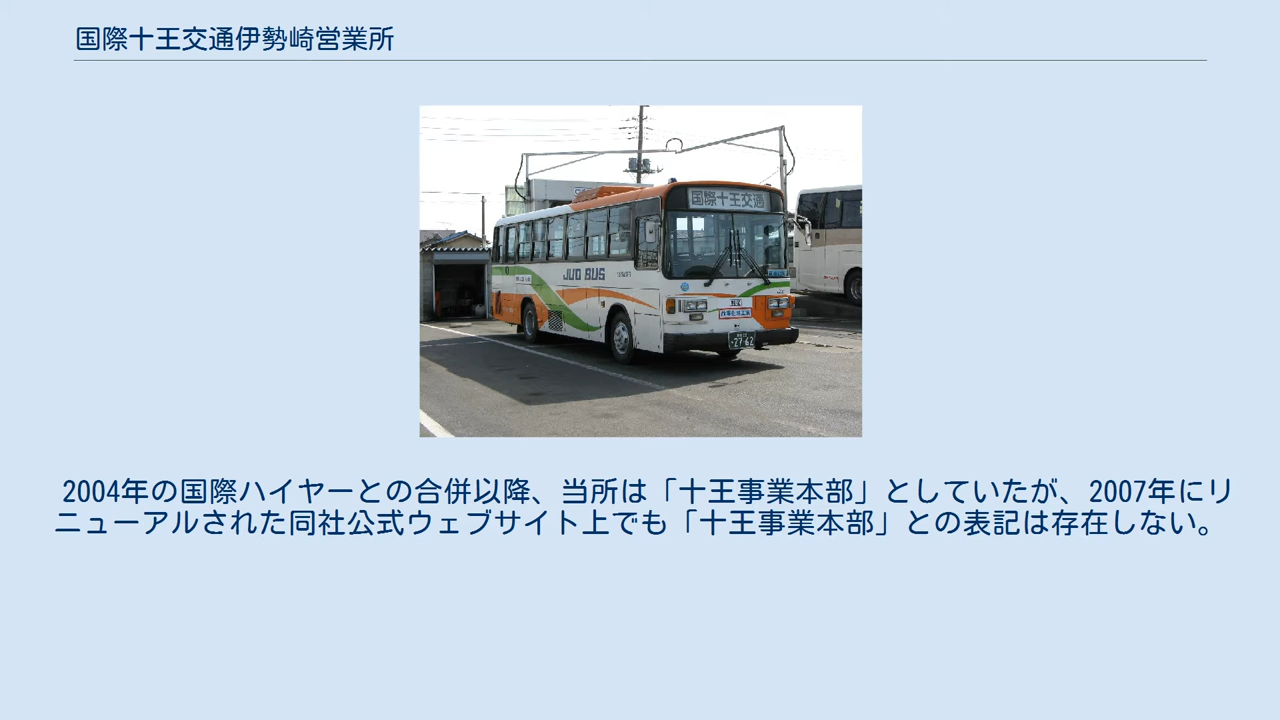 国際十王交通伊勢崎営業所
国際十王交通
JUO BUS
2762
2004年の国際ハイヤーとの合併以降、当所は「十王事業本部」としていたが、2007年にリ
ニューアルされた同社公式ウェブサイト上でも「十王事業本部」との表記は存在しない。